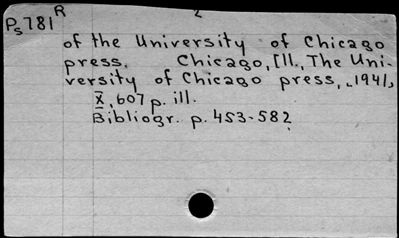 Ps781 R 2
of the University of Chicago
press. Chicago, [Ill., The Uni-
versity of Chicago press, „1941,
X, 607 p. ill.
Bibliogr. p. 453-582